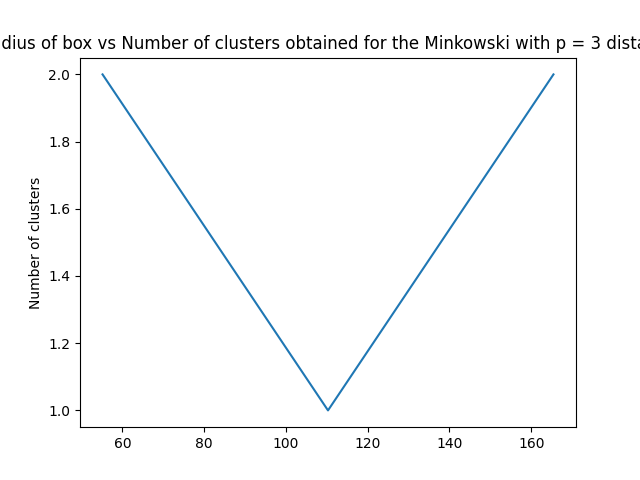 dius of box vs Number of clusters obtained for the Minkowski with p = 3 dista
2.0
1.8
1.6
1.4
1.2
1.0
Number of clusters
60 80 100 120 140 160